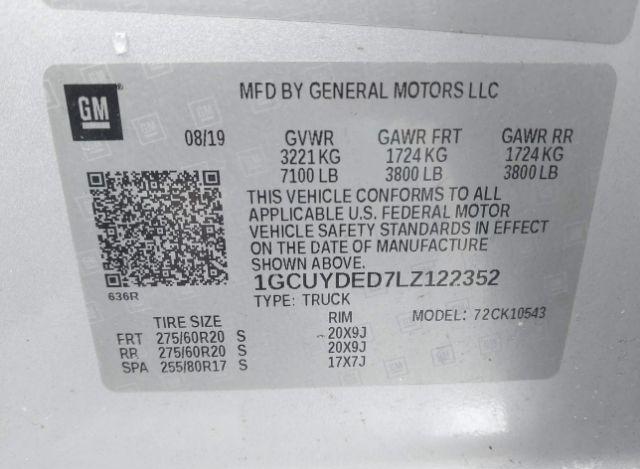 GM
MFD BY GENERAL MOTORS LLC
08/19 GVWR GAWR FRT GAWR RR
3221 KG 1724 KG 1724 KG
7100 LB 3800 LB 3800 LB
THIS VEHICLE CONFORMS TO ALL
APPLICABLE U.S. FEDERAL MOTOR
VEHICLE SAFETY STANDARDS IN EFFECT
ON THE DATE OF MANUFACTURE
SHOWN ABOVE.
636R
1GCUYDED7LZ122352
TYPE: TRUCK
TIRE SIZE RIM MODEL: 72CK10543
FRT 275/60R20 S 20X9J
RR 275/60R20 S 20X9J
SPA 255/80R17 S 17X7J